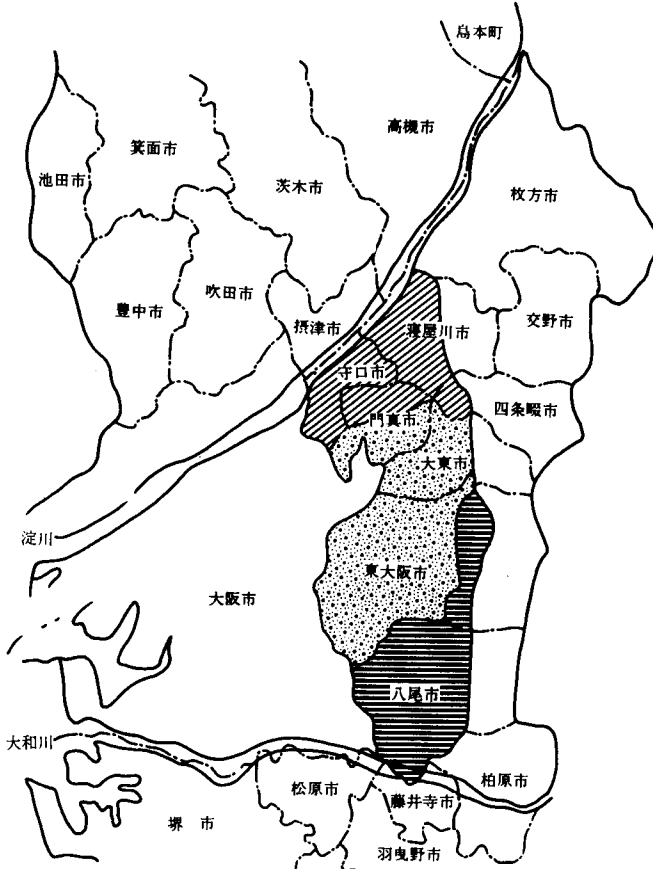 島本町
高槻市
箕面市
池田市
茨木市
枚方市
吹田市
豊中市
摂津市
寝屋川市
交野市
守口市
四条畷市
門真市
大東市
淀川
東大阪市
大阪市
八尾市
大和川
柏原市
松原市
藤井寺市
堺 市
羽曳野市